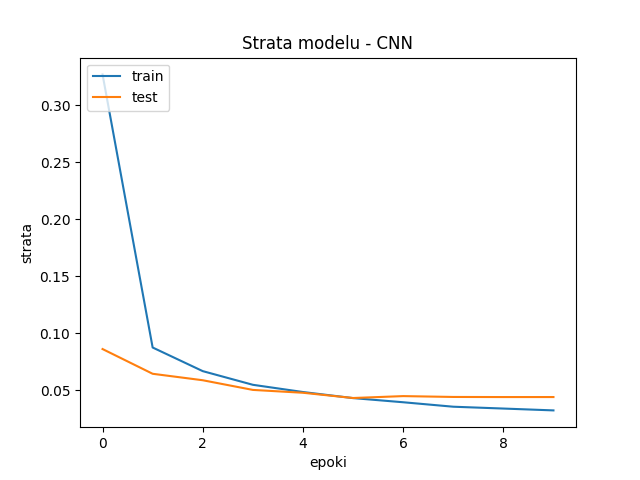 Strata modelu - CNN
train
test
0.30
0.25
0.20
0.15
0.10
0.05
strata
0 2 4 6 8
epoki